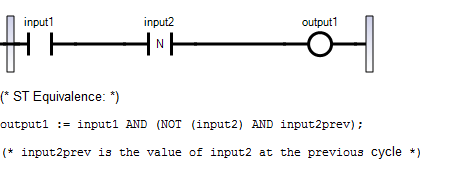 input1 input2 output1
N
(* ST Equivalence: *)
output1 := input1 AND (NOT (input2) AND input2prev);
(* input2prev is the value of input2 at the previous cycle *)